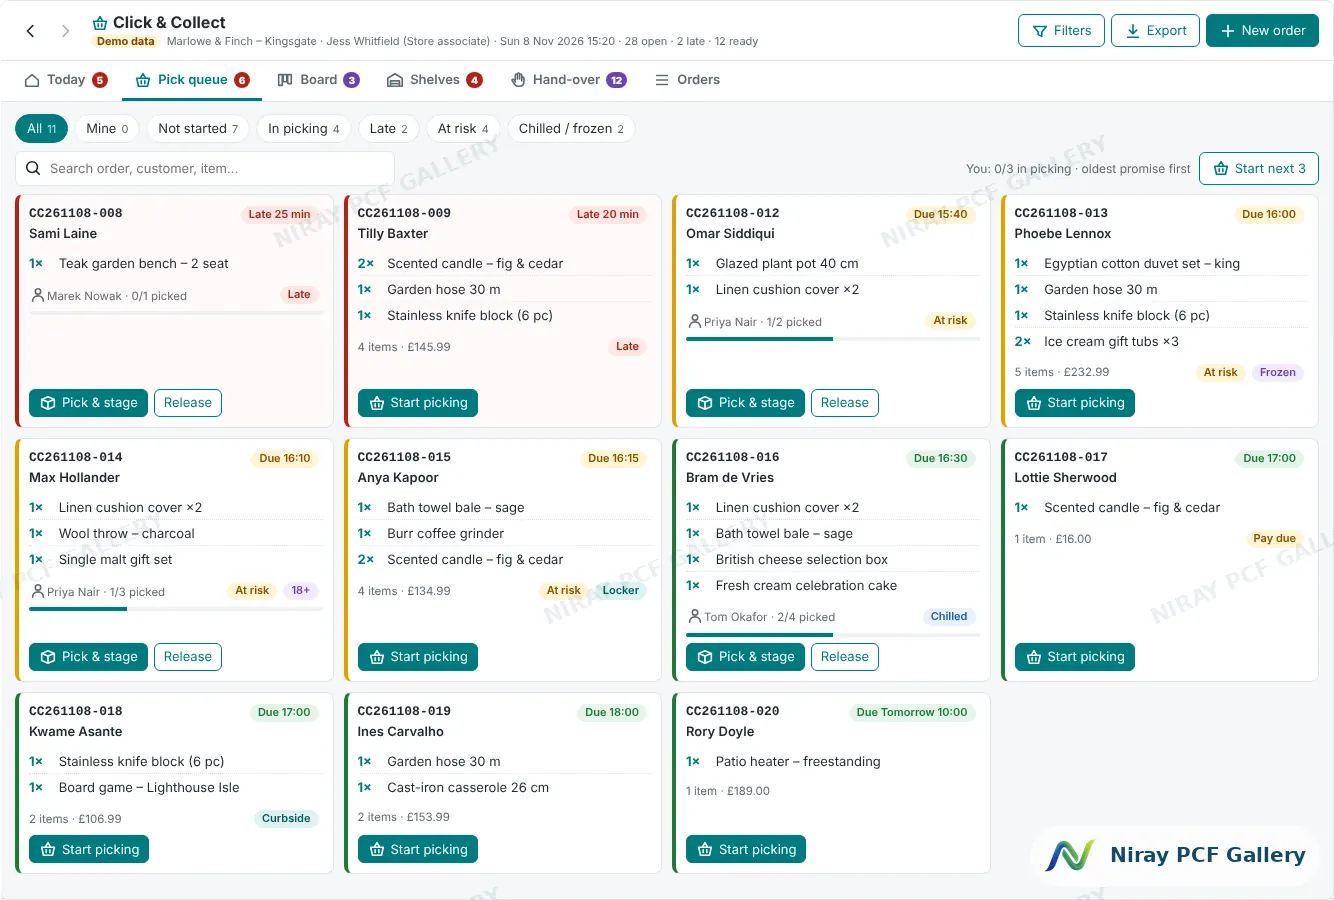 Click & Collect
Demo data Marlowe & Finch – Kingsgate · Jess Whitfield (Store associate) · Sun 8 Nov 2026 15:20 · 28 open · 2 late · 12 ready
Filters
Export
New order
Today 5
Pick queue 6
Board 3
Shelves 4
Hand-over 12
Orders
All 11
Mine 0
Not started 7
In picking 4
Late 2
At risk 4
Chilled / frozen 2
Search order, customer, item...
You: 0/3 in picking · oldest promise first
Start next 3
CC261108-008 Late 25 min
Sami Laine
1× Teak garden bench – 2 seat
Marek Nowak · 0/1 picked Late
Pick & stage Release
CC261108-009 Late 20 min
Tilly Baxter
2× Scented candle – fig & cedar
1× Garden hose 30 m
1× Stainless knife block (6 pc)
4 items · £145.99 Late
Start picking
CC261108-012 Due 15:40
Omar Siddiqui
1× Glazed plant pot 40 cm
1× Linen cushion cover ×2
Priya Nair · 1/2 picked At risk
Pick & stage Release
CC261108-013 Due 16:00
Phoebe Lennox
1× Egyptian cotton duvet set – king
1× Garden hose 30 m
1× Stainless knife block (6 pc)
2× Ice cream gift tubs ×3
5 items · £232.99 At risk Frozen
Start picking
CC261108-014 Due 16:10
Max Hollander
1× Linen cushion cover ×2
1× Wool throw – charcoal
1× Single malt gift set
Priya Nair · 1/3 picked At risk 18+
Pick & stage Release
CC261108-015 Due 16:15
Anya Kapoor
1× Bath towel bale – sage
1× Burr coffee grinder
2× Scented candle – fig & cedar
4 items · £134.99 At risk Locker
Start picking
CC261108-016 Due 16:30
Bram de Vries
1× Linen cushion cover ×2
1× Bath towel bale – sage
1× British cheese selection box
1× Fresh cream celebration cake
Tom Okafor · 2/4 picked Chilled
Pick & stage Release
CC261108-017 Due 17:00
Lottie Sherwood
1× Scented candle – fig & cedar
1 item · £16.00 Pay due
Start picking
CC261108-018 Due 17:00
Kwame Asante
1× Stainless knife block (6 pc)
1× Board game – Lighthouse Isle
2 items · £106.99 Curbside
Start picking
CC261108-019 Due 18:00
Ines Carvalho
1× Garden hose 30 m
1× Cast-iron casserole 26 cm
2 items · £153.99
Start picking
CC261108-020 Due Tomorrow 10:00
Rory Doyle
1× Patio heater – freestanding
1 item · £189.00
Start picking
Niray PCF Gallery
NIRAY PCF GALLERY
NIRAY PCF GALLERY
NIRAY PCF GALLERY
NIRAY PCF GALLERY